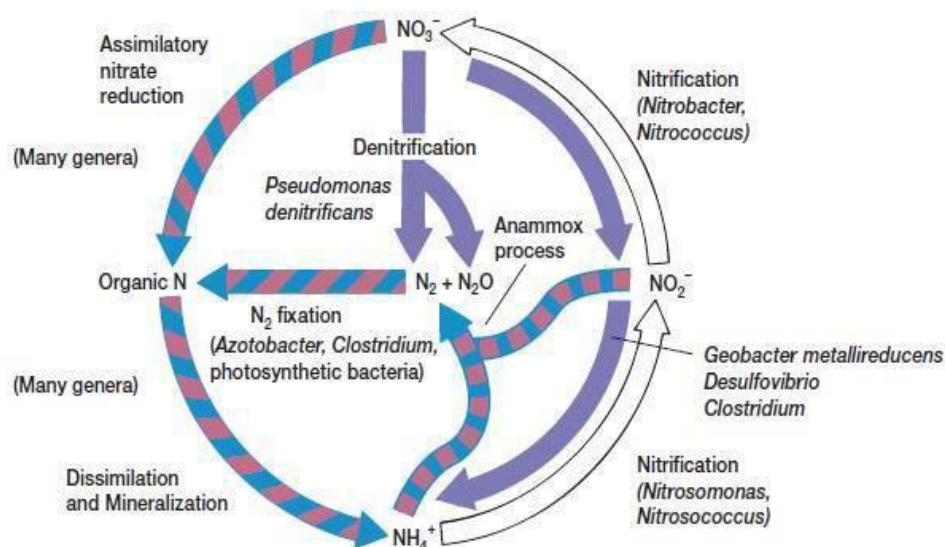 NO₃⁻
Assimilatory
nitrate
reduction
(Many genera)
Nitrification
(Nitrobacter,
Nitrococcus)
Denitrification
Pseudomonas
denitrificans
Anammox
process
Organic N
N₂ + N₂O
NO₂⁻
N₂ fixation
(Azotobacter, Clostridium,
photosynthetic bacteria)
(Many genera)
Geobacter metallireducens
Desulfovibrio
Clostridium
Dissimilation
and Mineralization
Nitrification
(Nitrosomonas,
Nitrosococcus)
NH₄⁺